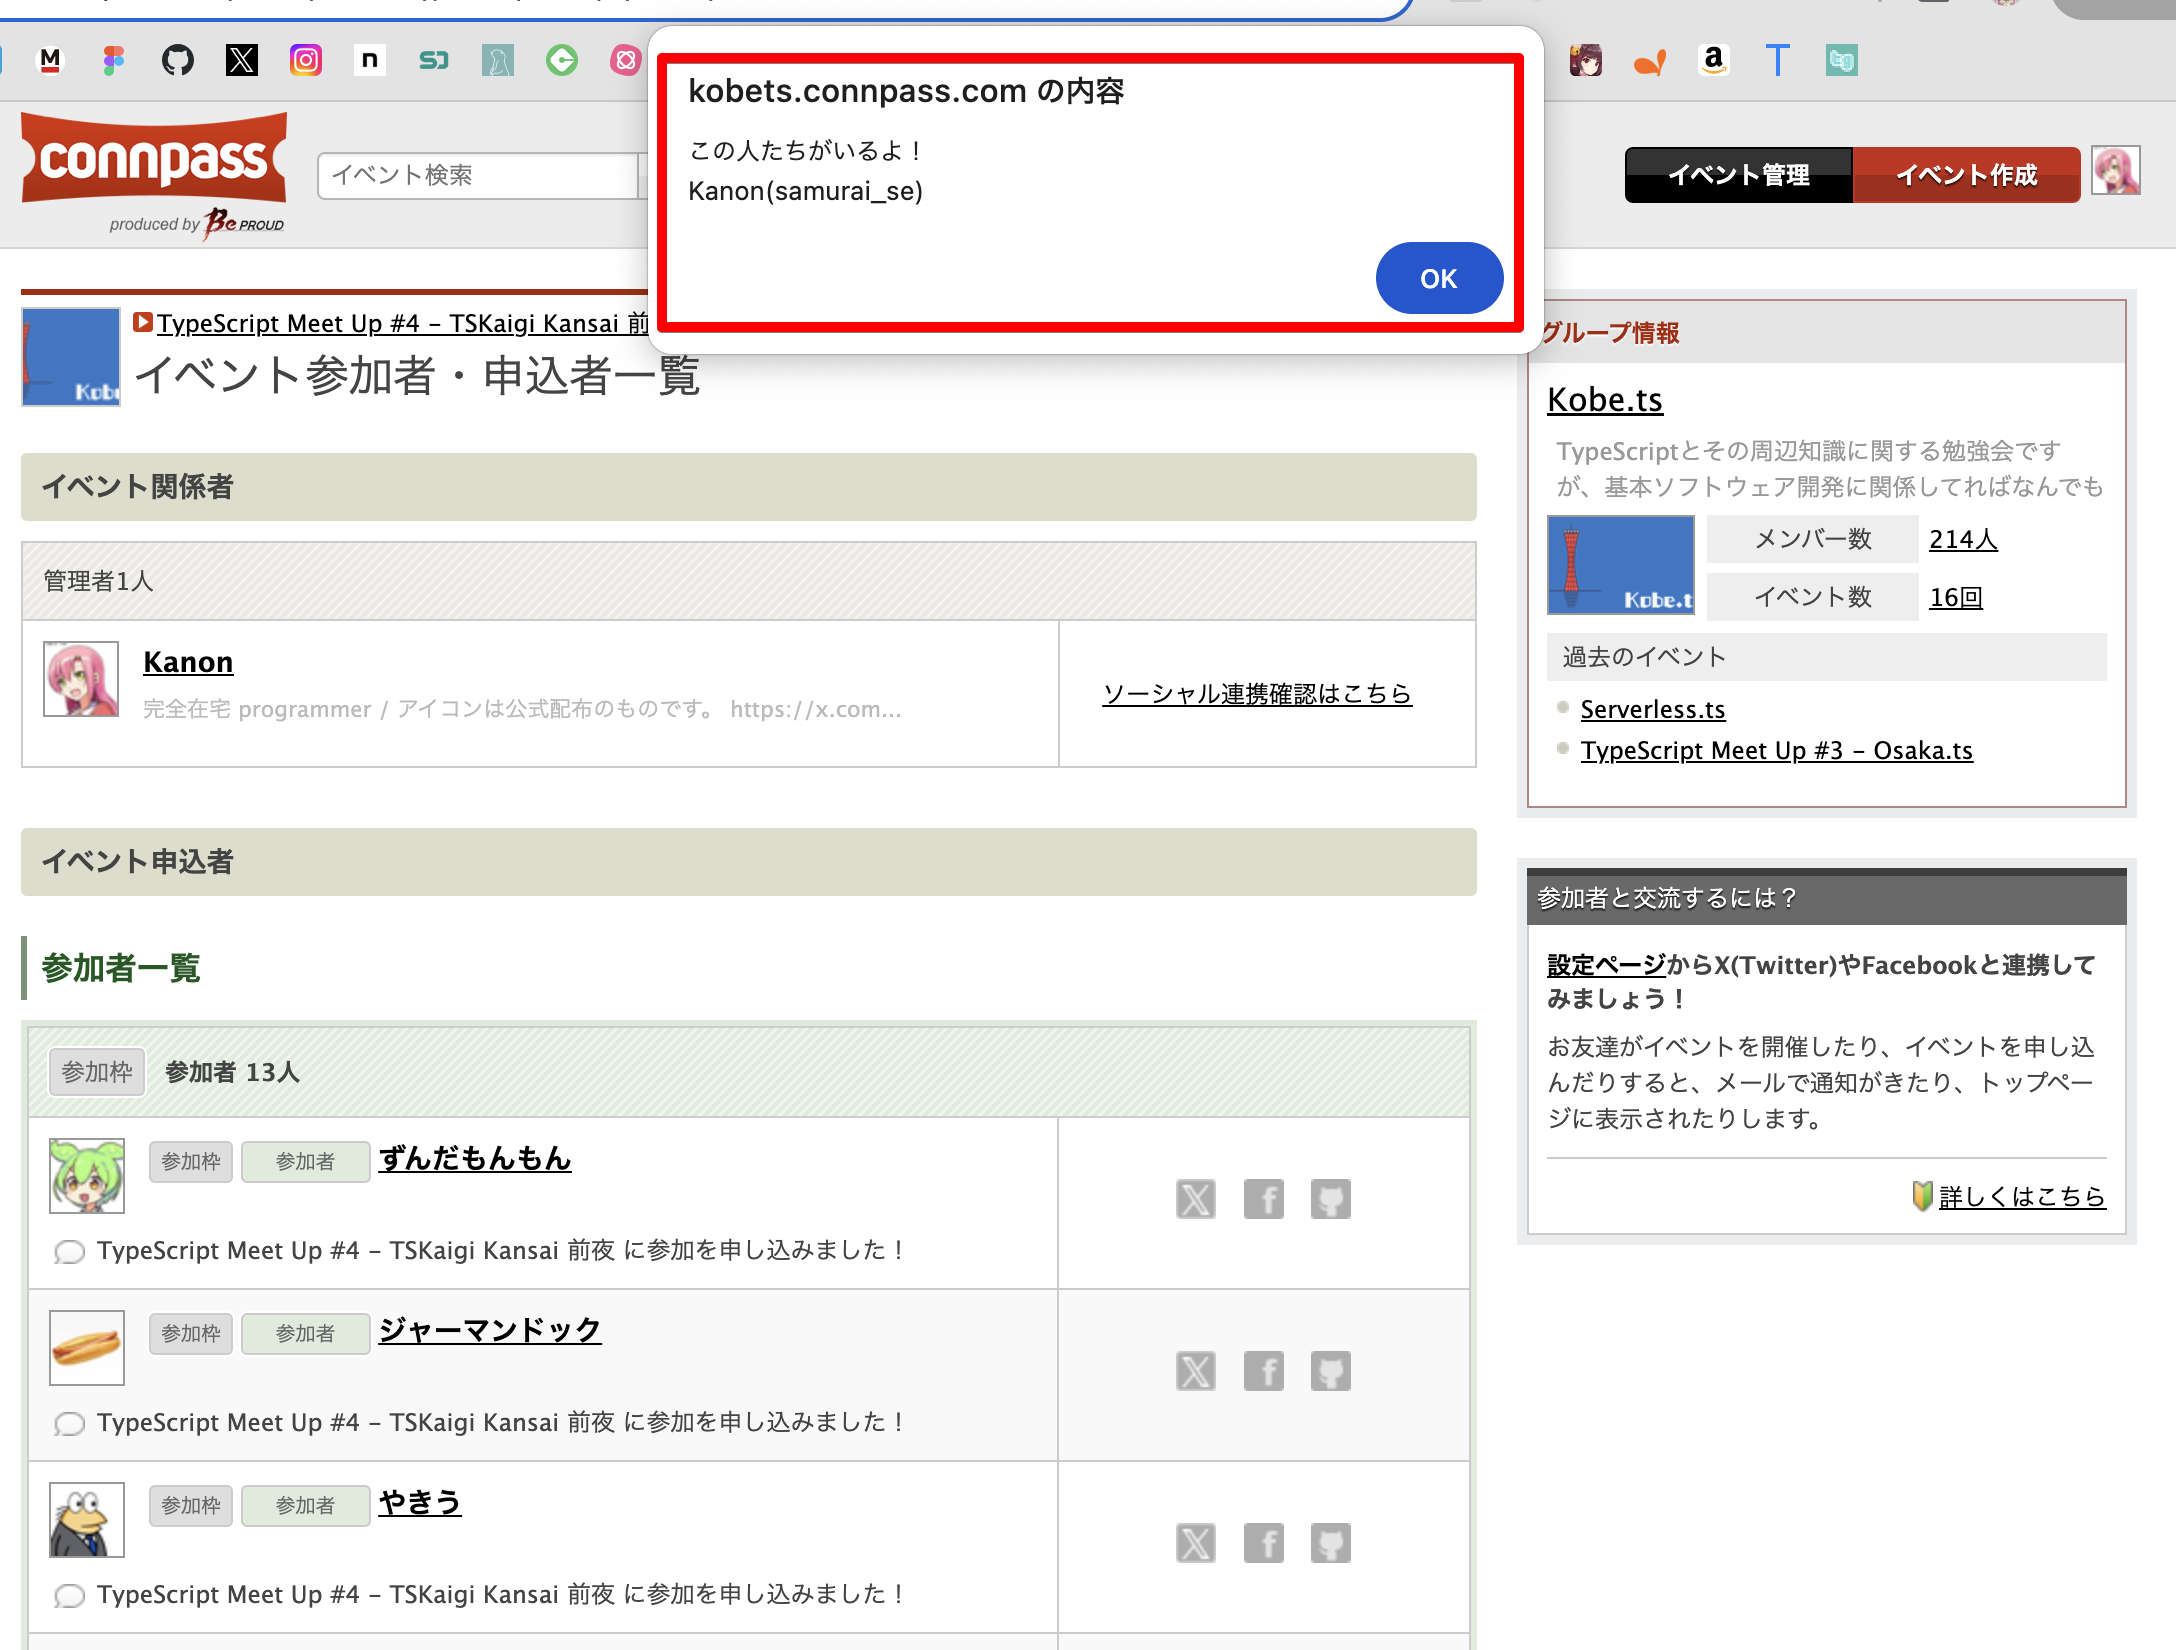 M
n
a
T
connpass
produced by Be PROUD
イベント検索
kobets.connpass.com の内容
この人たちがいるよ！
Kanon(samurai_se)
OK
イベント管理
イベント作成
TypeScript Meet Up #4 – TSKaigi Kansai 前
イベント参加者・申込者一覧
イベント関係者
管理者1人
Kanon
完全在宅 programmer / アイコンは公式配布のものです。 https://x.com...
ソーシャル連携確認はこちら
イベント申込者
参加者一覧
参加枠 参加者 13人
参加枠 参加者 ずんだもんもん
TypeScript Meet Up #4 – TSKaigi Kansai 前夜 に参加を申し込みました！
参加枠 参加者 ジャーマンドック
TypeScript Meet Up #4 – TSKaigi Kansai 前夜 に参加を申し込みました！
参加枠 参加者 やきう
TypeScript Meet Up #4 – TSKaigi Kansai 前夜 に参加を申し込みました！
グループ情報
Kobe.ts
TypeScriptとその周辺知識に関する勉強会です
が、基本ソフトウェア開発に関係してればなんでも
Kobe.t
メンバー数 214人
イベント数 16回
過去のイベント
Serverless.ts
TypeScript Meet Up #3 – Osaka.ts
参加者と交流するには？
設定ページからX(Twitter)やFacebookと連携して
みましょう！
お友達がイベントを開催したり、イベントを申し込
んだりすると、メールで通知がきたり、トップペー
ジに表示されたりします。
詳しくはこちら